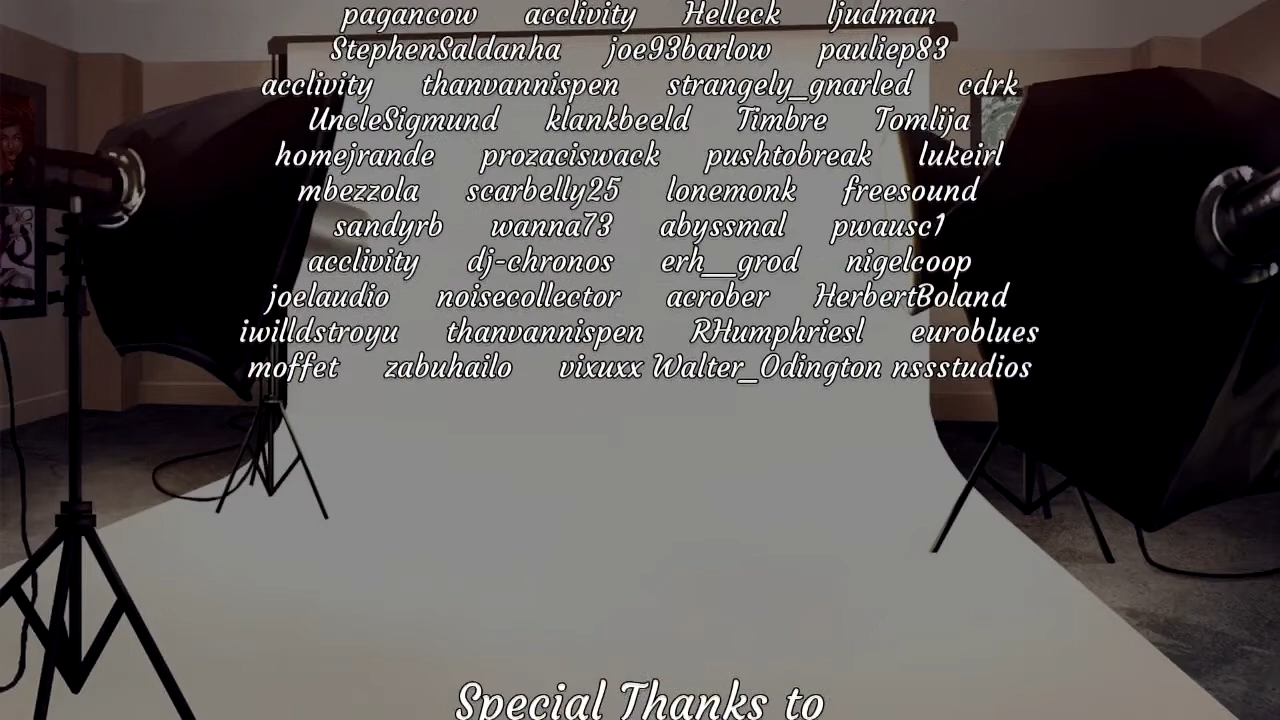 pagancow acclivity Helleck ljudman
StephenSaldanha joe93barlow pauliep83
acclivity thanvannispen strangely_gnarled cdrk
UncleSigmund klankbeeld Timbre Tomlija
homejrande prozaciswack pushtobreak lukeirl
mbezzola scarbelly25 lonemonk freesound
sandyrb wanna73 abyssmal pwausc1
acclivity dj-chronos erh__grod nigelcoop
joelaudio noisecollector acrober HerbertBoland
iwilldstroyu thanvannispen RHumphriesl euroblues
moffet zabuhailo vixuxx Walter_Odington nssstudios
Special Thanks to